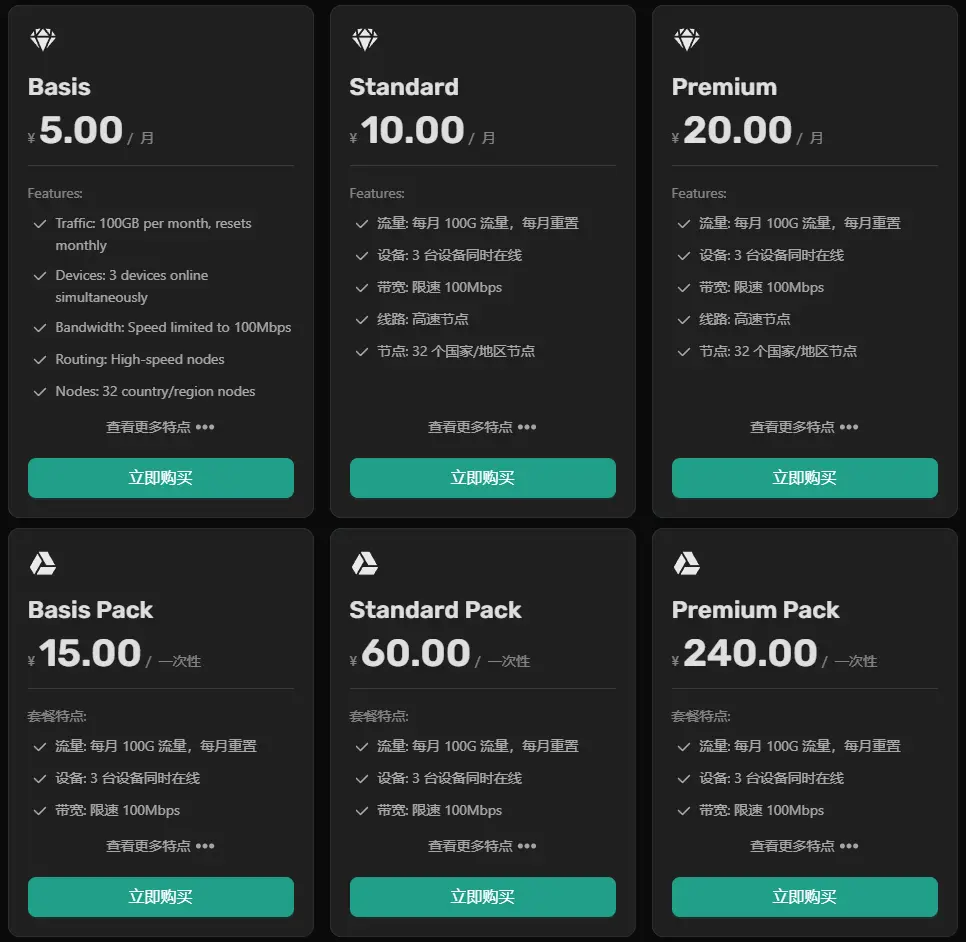 Basis
¥ 5.00 / 月
Features:
Traffic: 100GB per month, resets
monthly
Devices: 3 devices online
simultaneously
Bandwidth: Speed limited to 100Mbps
Routing: High-speed nodes
Nodes: 32 country/region nodes
查看更多特点 •••
立即购买
Standard
¥ 10.00 / 月
Features:
流量: 每月 100G 流量，每月重置
设备: 3 台设备同时在线
带宽: 限速 100Mbps
线路: 高速节点
节点: 32 个国家/地区节点
查看更多特点 •••
立即购买
Premium
¥ 20.00 / 月
Features:
流量: 每月 100G 流量，每月重置
设备: 3 台设备同时在线
带宽: 限速 100Mbps
线路: 高速节点
节点: 32 个国家/地区节点
查看更多特点 •••
立即购买
Basis Pack
¥ 15.00 / 一次性
套餐特点:
流量: 每月 100G 流量，每月重置
设备: 3 台设备同时在线
带宽: 限速 100Mbps
查看更多特点 •••
立即购买
Standard Pack
¥ 60.00 / 一次性
套餐特点:
流量: 每月 100G 流量，每月重置
设备: 3 台设备同时在线
带宽: 限速 100Mbps
查看更多特点 •••
立即购买
Premium Pack
¥ 240.00 / 一次性
套餐特点:
流量: 每月 100G 流量，每月重置
设备: 3 台设备同时在线
带宽: 限速 100Mbps
查看更多特点 •••
立即购买